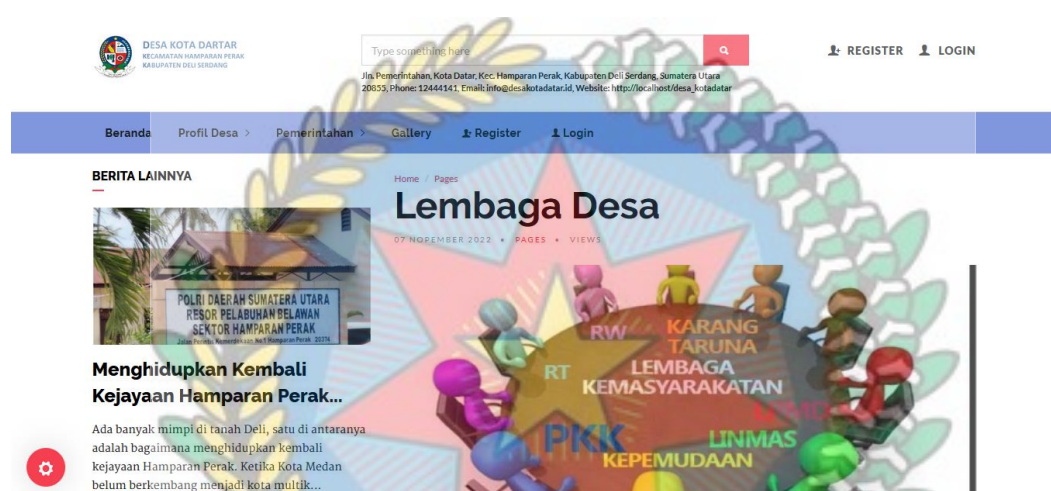 DESA KOTA DARTAR
KECAMATAN HAMPARAN PERAK
KABUPATEN DELI SERDANG
Type something here
Jln. Pemerintahan, Kota Datar, Kec. Hamparan Perak, Kabupaten Deli Serdang, Sumatera Utara
20855, Phone: 12444141, Email: info@desakotadatar.id, Website: http://localhost/desa_kotadatar
REGISTER LOGIN
Beranda Profil Desa > Pemerintahan > Gallery Register Login
BERITA LAINNYA
POLRI DAERAH SUMATERA UTARA
RESOR PELABUHAN BELAWAN
SEKTOR HAMPARAN PERAK
Menghidupkan Kembali
Kejayaan Hamparan Perak...
Ada banyak mimpi di tanah Deli, satu di antaranya
adalah bagaimana menghidupkan kembali
kejayaan Hamparan Perak. Ketika Kota Medan
belum berkembang menjadi kota multik...
Home / Pages
Lembaga Desa
07 NOPEMBER 2022 • PAGES • VIEWS
RW KARANG
TARUNA
RT LEMBAGA
KEMASYARAKATAN
PKK LINMAS
KEPEMUDAAN